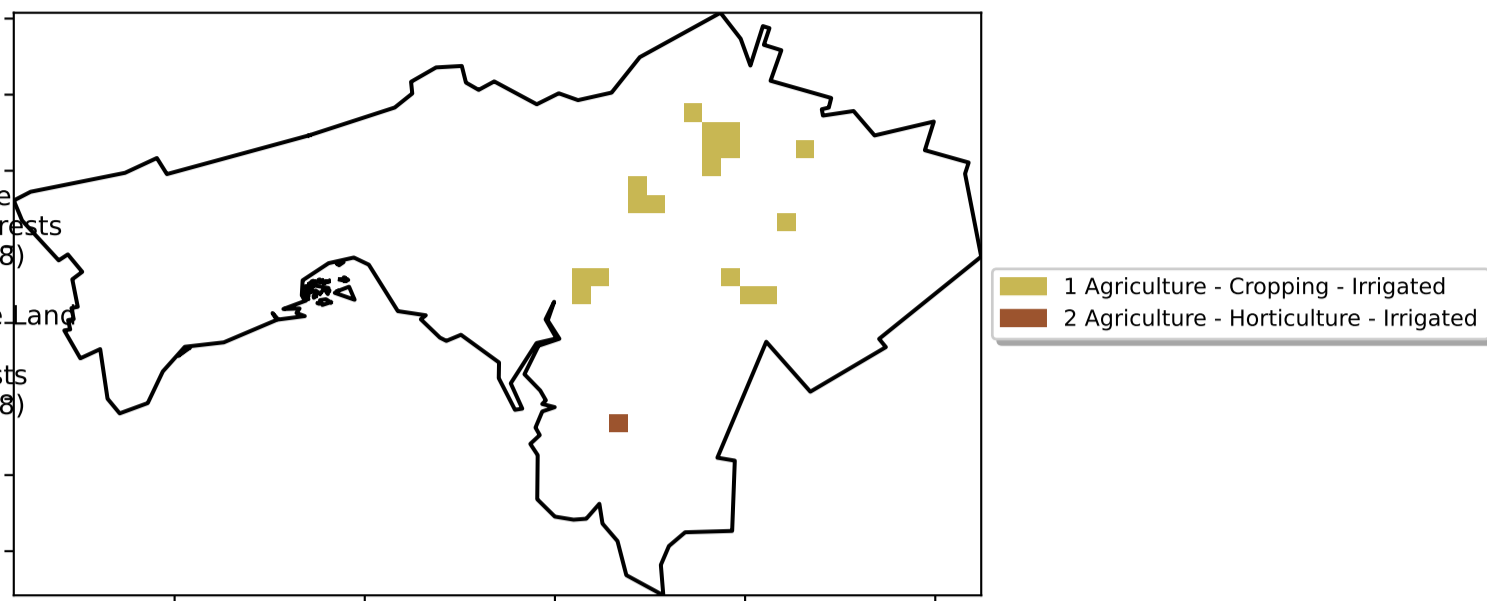 e
rests
8)
e Land
sts
8)
1 Agriculture - Cropping - Irrigated
2 Agriculture - Horticulture - Irrigated